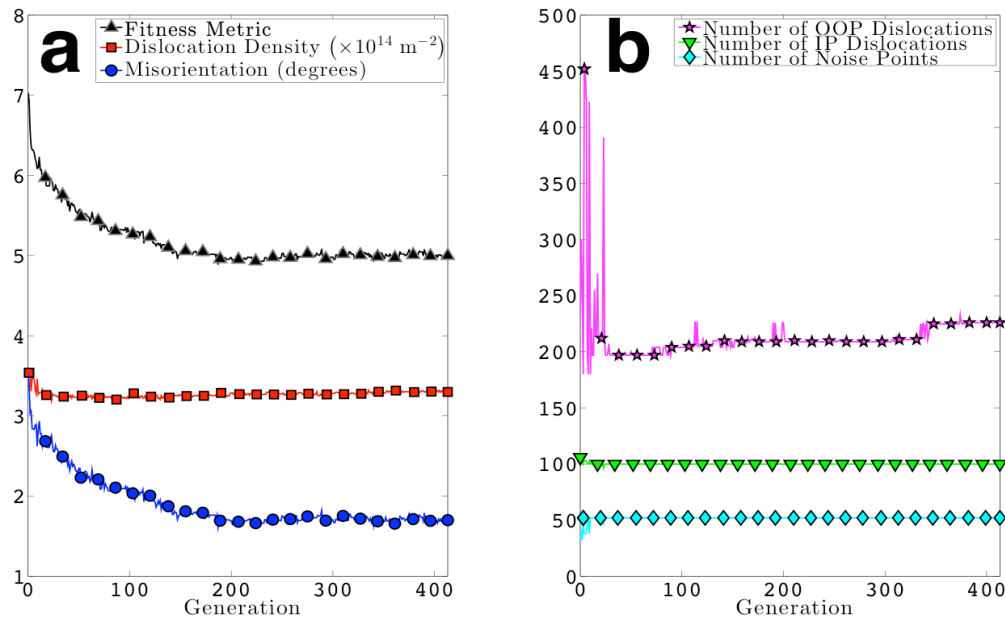 a
Fitness Metric
Dislocation Density (×10¹⁴ m⁻²)
Misorientation (degrees)
8
7
6
5
4
3
2
1
0
100
200
300
400
Generation
b
Number of OOP Dislocations
Number of IP Dislocations
Number of Noise Points
500
450
400
350
300
250
200
150
100
50
0
0
100
200
300
400
Generation